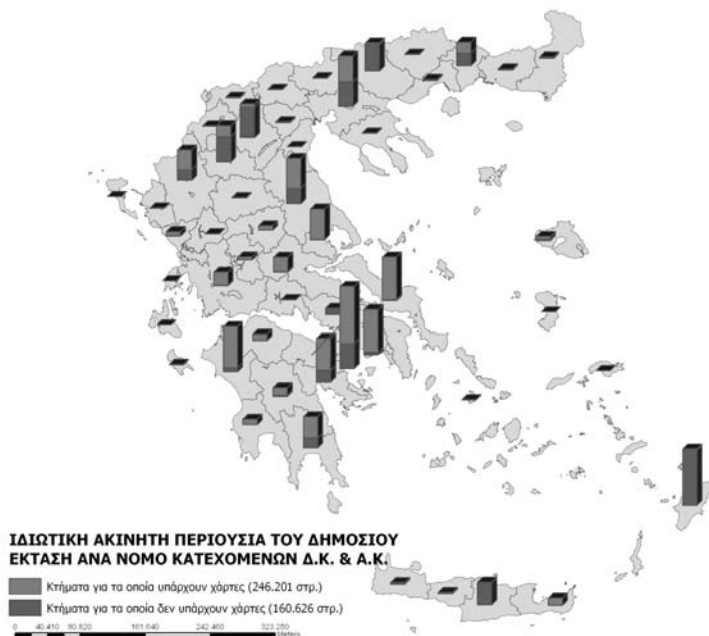 ΙΔΙΩΤΙΚΗ ΑΚΙΝΗΤΗ ΠΕΡΙΟΥΣΙΑ ΤΟΥ ΔΗΜΟΣΙΟΥ
ΕΚΤΑΣΗ ΑΝΑ ΝΟΜΟ ΚΑΤΕΧΟΜΕΝΩΝ Δ.Κ. & Α.Κ.
Κτήματα για τα οποία υπάρχουν χάρτες (246.201 στρ.)
Κτήματα για τα οποία δεν υπάρχουν χάρτες (160.626 στρ.)
0 40.410 80.820 161.640 242.460 323.280
Meters